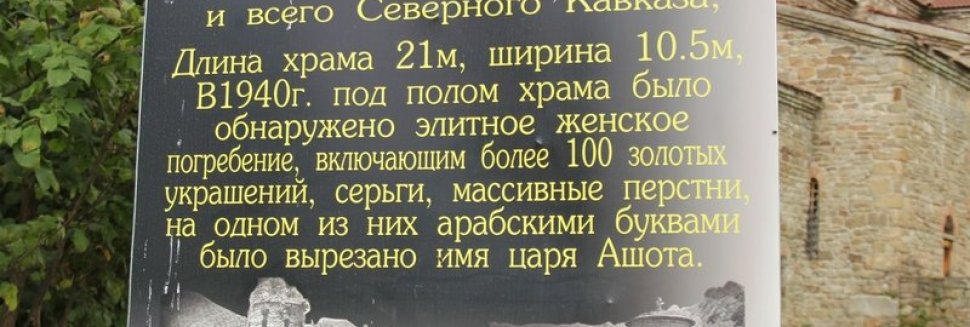 и всего Северного Кавказа,
Длина храма 21м, ширина 10.5м,
В1940г. под полом храма было
обнаружено элитное женское
погребение, включающим более 100 золотых
украшений, серьги, массивные перстни,
на одном из них арабскими буквами
было вырезано имя царя Ашота.